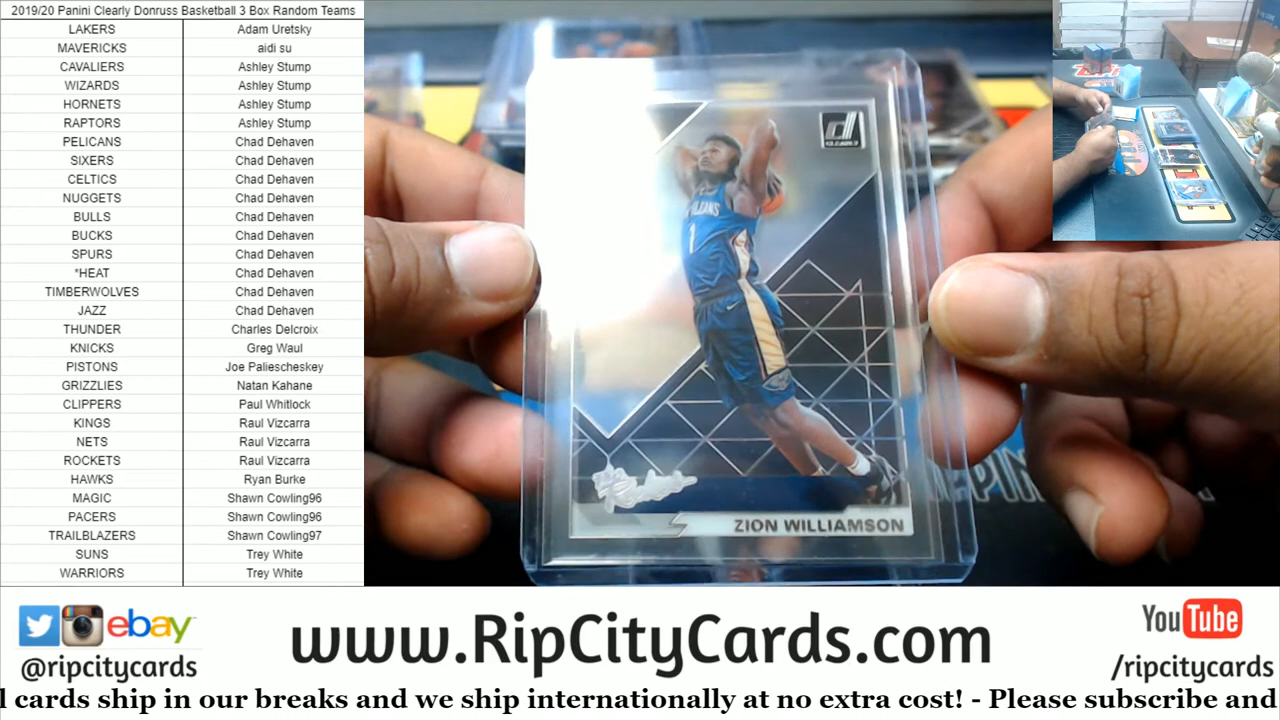 2019/20 Panini Clearly Donruss Basketball 3 Box Random Teams
LAKERS Adam Uretsky
MAVERICKS aidi su
CAVALIERS Ashley Stump
WIZARDS Ashley Stump
HORNETS Ashley Stump
RAPTORS Ashley Stump
PELICANS Chad Dehaven
SIXERS Chad Dehaven
CELTICS Chad Dehaven
NUGGETS Chad Dehaven
BULLS Chad Dehaven
BUCKS Chad Dehaven
SPURS Chad Dehaven
*HEAT Chad Dehaven
TIMBERWOLVES Chad Dehaven
JAZZ Chad Dehaven
THUNDER Charles Delcroix
KNICKS Greg Waul
PISTONS Joe Paliescheskey
GRIZZLIES Natan Kahane
CLIPPERS Paul Whitlock
KINGS Raul Vizcarra
NETS Raul Vizcarra
ROCKETS Raul Vizcarra
HAWKS Ryan Burke
MAGIC Shawn Cowling96
PACERS Shawn Cowling96
TRAILBLAZERS Shawn Cowling97
SUNS Trey White
WARRIORS Trey White
1
ZION WILLIAMSON
ebay
@ripcitycards
www.RipCityCards.com
YouTube
/ripcitycards
l cards ship in our breaks and we ship internationally at no extra cost! - Please subscribe and